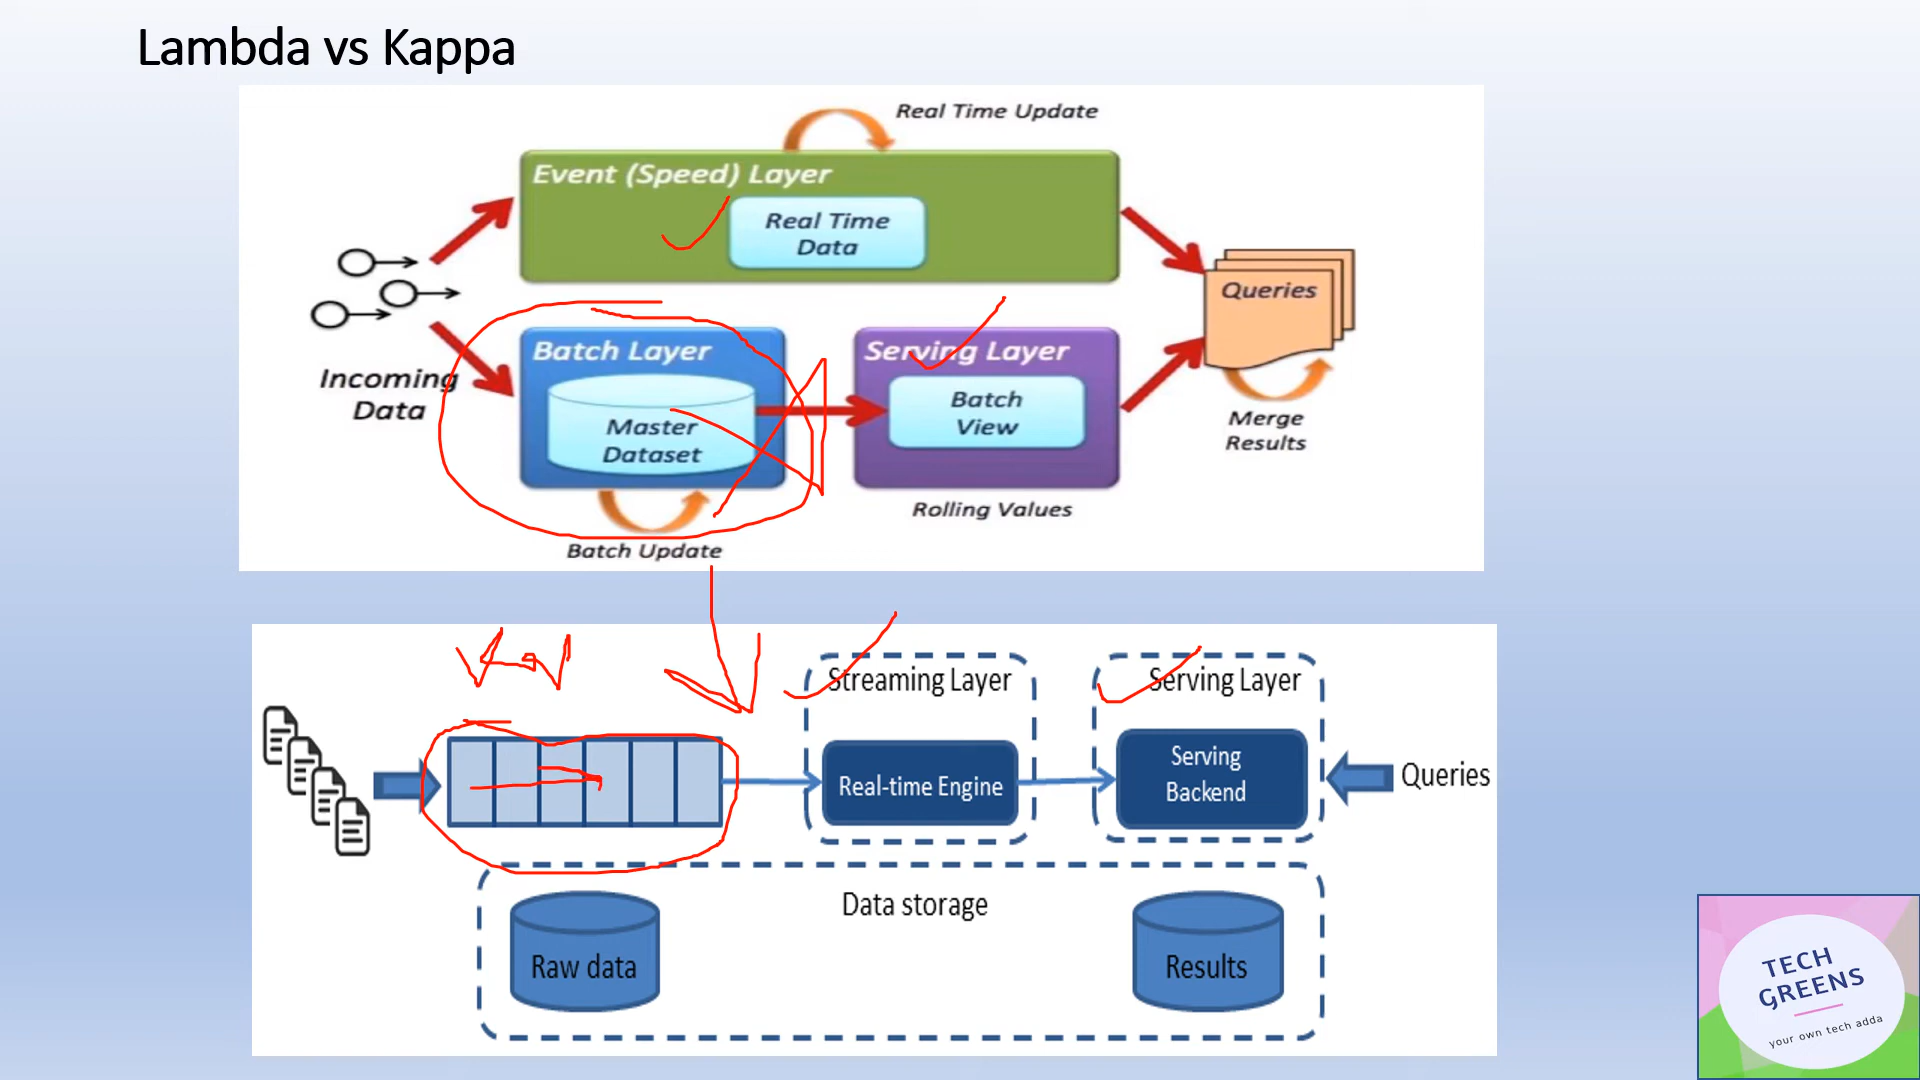 Lambda vs Kappa
Real Time Update
Event (Speed) Layer
Real Time
Data
Incoming
Data
Batch Layer
Master
Dataset
Batch Update
Serving Layer
Batch
View
Rolling Values
Queries
Merge
Results
Streaming Layer
Real-time Engine
Serving Layer
Serving
Backend
Queries
Data storage
Raw data
Results
TECH
GREENS
your own tech adda